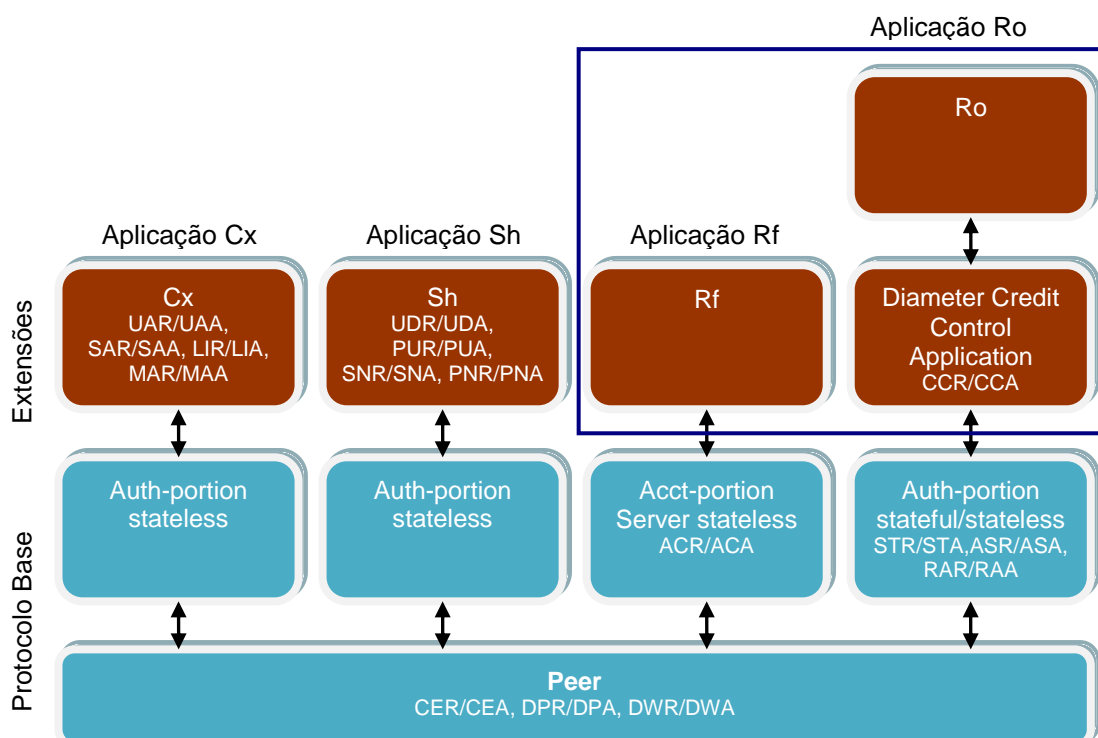 Aplicação Ro
Ro
Aplicação Cx
Aplicação Sh
Aplicação Rf
Extensões
Cx
UAR/UAA,
SAR/SAA, LIR/LIA,
MAR/MAA
Sh
UDR/UDA,
PUR/PUA,
SNR/SNA, PNR/PNA
Rf
Diameter Credit
Control
Application
CCR/CCA
Protocolo Base
Auth-portion
stateless
Auth-portion
stateless
Acct-portion
Server stateless
ACR/ACA
Auth-portion
stateful/stateless
STR/STA,ASR/ASA,
RAR/RAA
Peer
CER/CEA, DPR/DPA, DWR/DWA